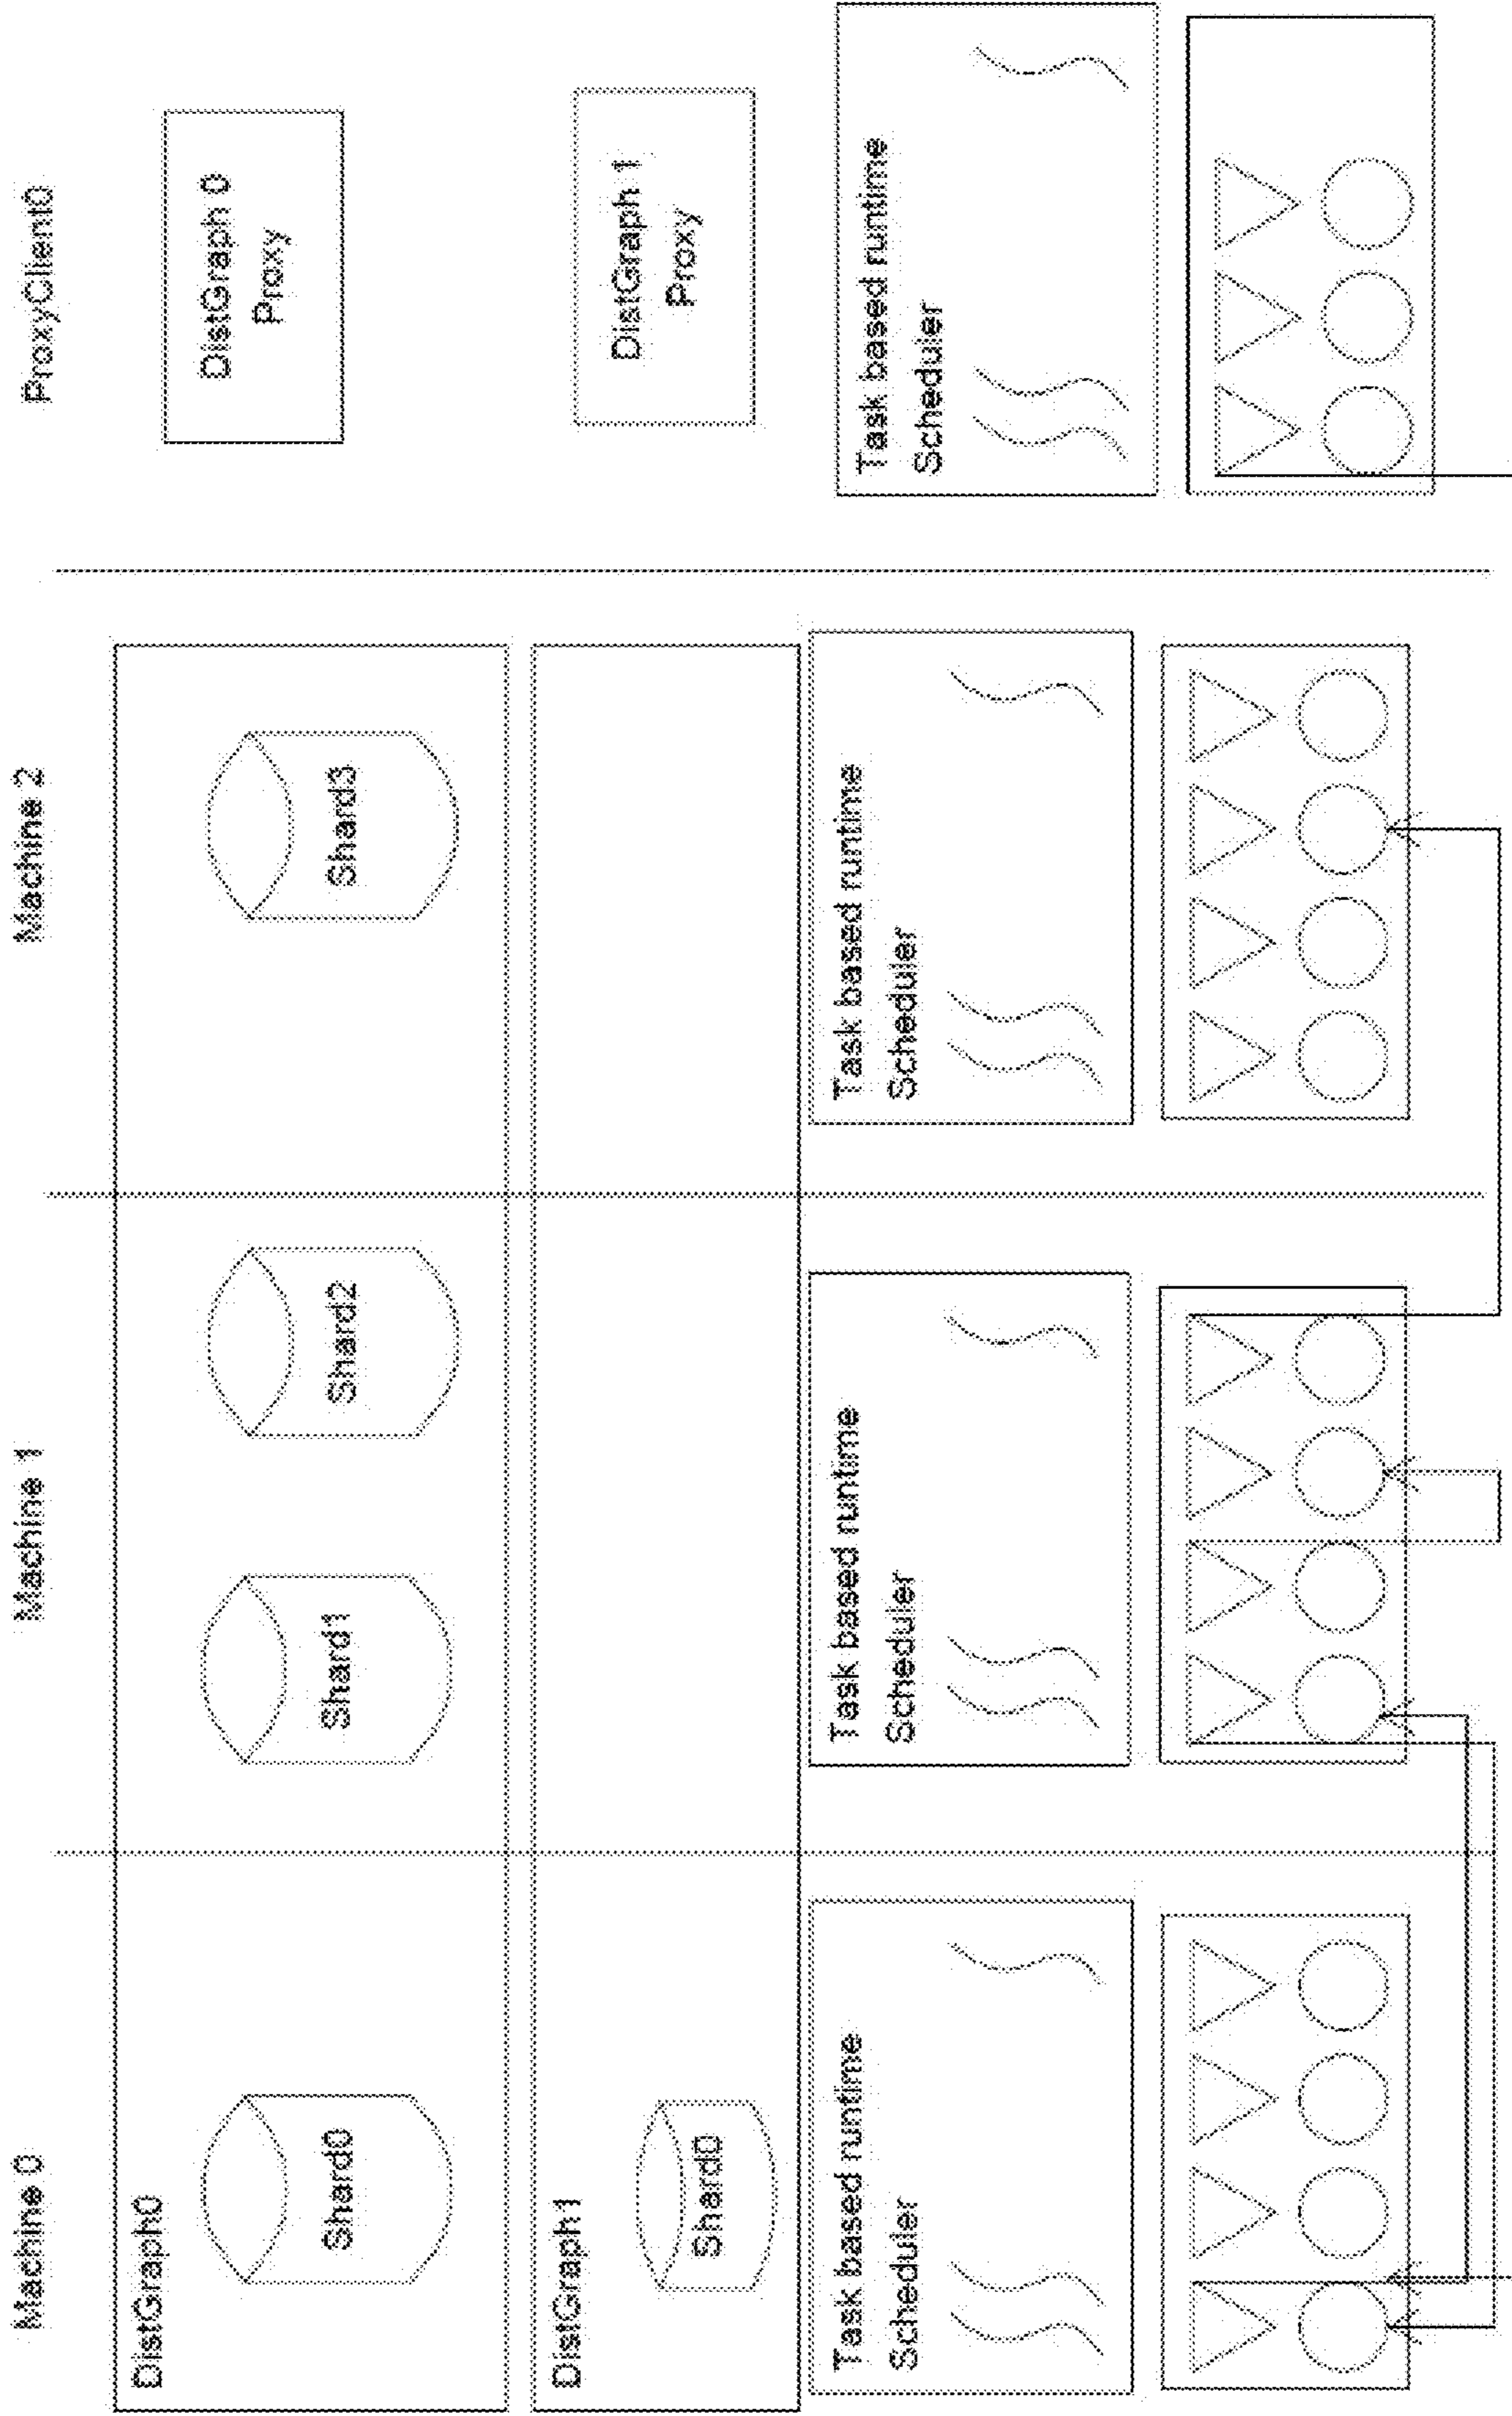 Machine 0
Machine 1
Machine 2
ProxyClient0
DistGraph0
Shard0
Shard1
Shard2
Shard3
DistGraph 0
Proxy
DistGraph1
Shard0
DistGraph 1
Proxy
Task based runtime
Scheduler
Task based runtime
Scheduler
Task based runtime
Scheduler
Task based runtime
Scheduler